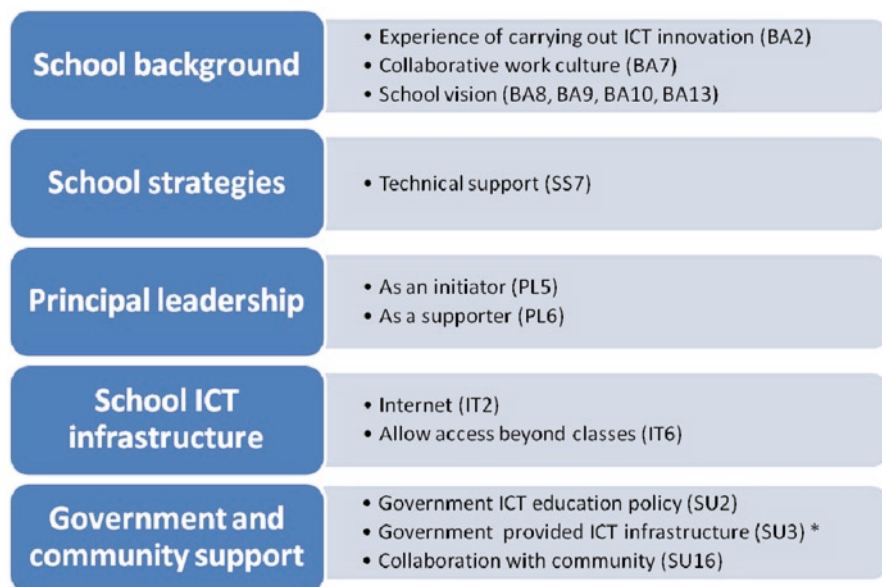 School background
• Experience of carrying out ICT innovation (BA2)
• Collaborative work culture (BA7)
• School vision (BA8, BA9, BA10, BA13)
School strategies
• Technical support (SS7)
Principal leadership
• As an initiator (PL5)
• As a supporter (PL6)
School ICT
infrastructure
• Internet (IT2)
• Allow access beyond classes (IT6)
Government and
community support
• Government ICT education policy (SU2)
• Government provided ICT infrastructure (SU3) *
• Collaboration with community (SU16)